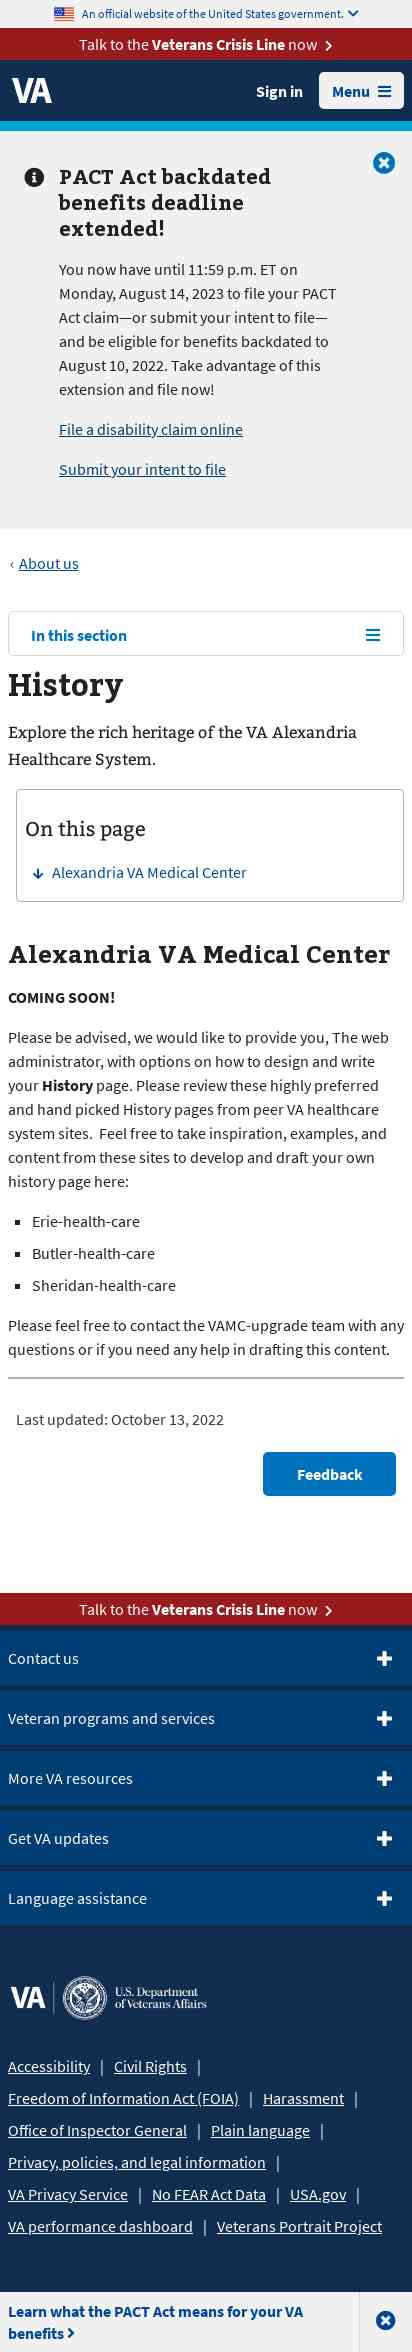 An official website of the United States government.
Talk to the Veterans Crisis Line now
VA
Sign in
Menu
PACT Act backdated
benefits deadline
extended!
You now have until 11:59 p.m. ET on
Monday, August 14, 2023 to file your PACT
Act claim—or submit your intent to file—
and be eligible for benefits backdated to
August 10, 2022. Take advantage of this
extension and file now!
File a disability claim online
Submit your intent to file
‹ About us
In this section
History
Explore the rich heritage of the VA Alexandria
Healthcare System.
On this page
Alexandria VA Medical Center
Alexandria VA Medical Center
COMING SOON!
Please be advised, we would like to provide you, The web
administrator, with options on how to design and write
your History page. Please review these highly preferred
and hand picked History pages from peer VA healthcare
system sites.  Feel free to take inspiration, examples, and
content from these sites to develop and draft your own
history page here:
Erie-health-care
Butler-health-care
Sheridan-health-care
Please feel free to contact the VAMC-upgrade team with any
questions or if you need any help in drafting this content.
Last updated: October 13, 2022
Feedback
Talk to the Veterans Crisis Line now
Contact us
Veteran programs and services
More VA resources
Get VA updates
Language assistance
VA
U.S. Department
of Veterans Affairs
Accessibility | Civil Rights |
Freedom of Information Act (FOIA) | Harassment |
Office of Inspector General | Plain language |
Privacy, policies, and legal information |
VA Privacy Service | No FEAR Act Data | USA.gov |
VA performance dashboard | Veterans Portrait Project
Learn what the PACT Act means for your VA
benefits